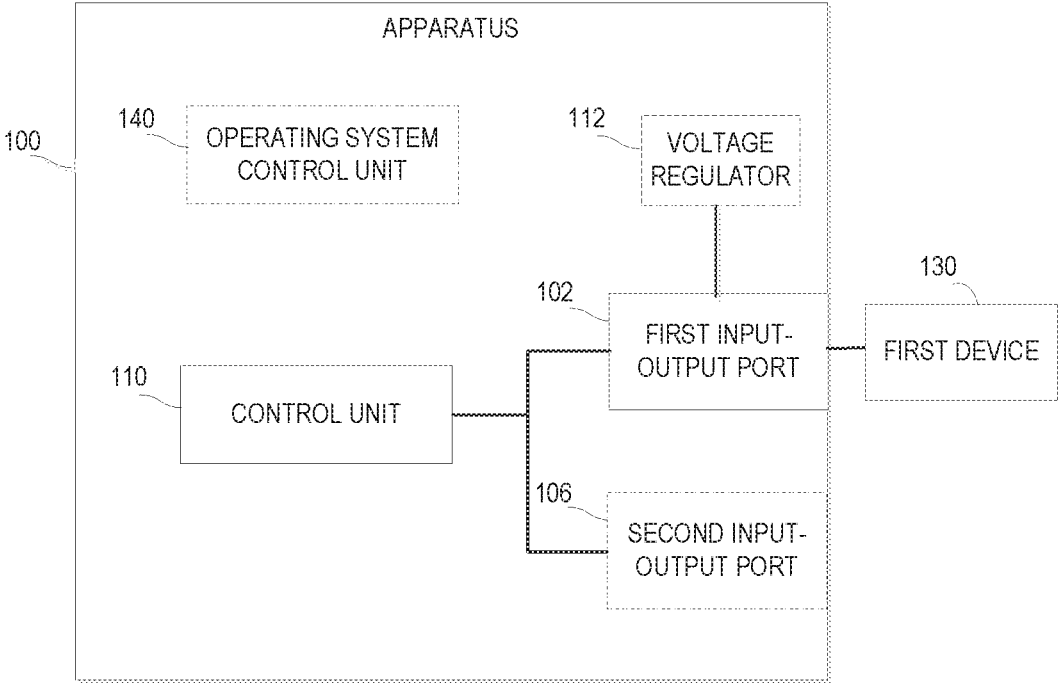 APPARATUS
100
140
OPERATING SYSTEM
CONTROL UNIT
112
VOLTAGE
REGULATOR
102
FIRST INPUT-
OUTPUT PORT
130
FIRST DEVICE
110
CONTROL UNIT
106
SECOND INPUT-
OUTPUT PORT